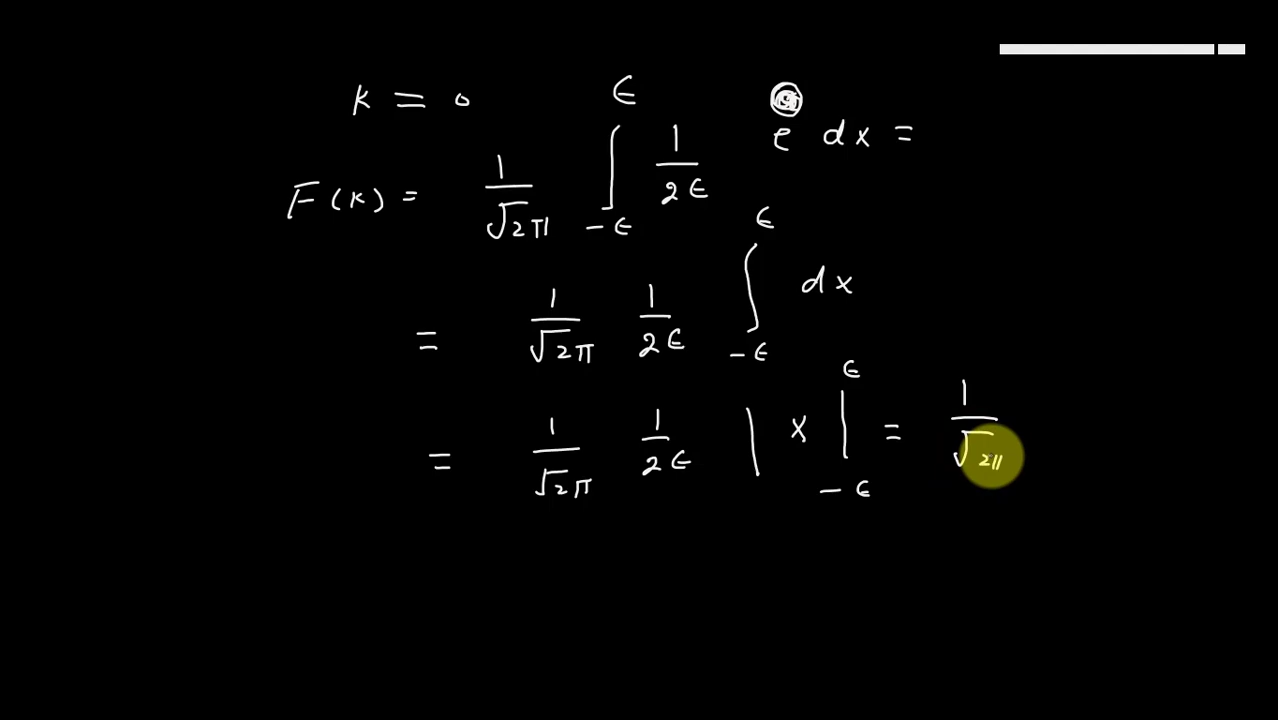 k = 0
F(k) = 1/√2π ∫_{-ϵ}^{ϵ} 1/2ϵ e dx =
= 1/√2π 1/2ϵ ∫_{-ϵ}^{ϵ} dx
= 1/√2π 1/2ϵ | x |_{-ϵ}^{ϵ} = 1/√2π